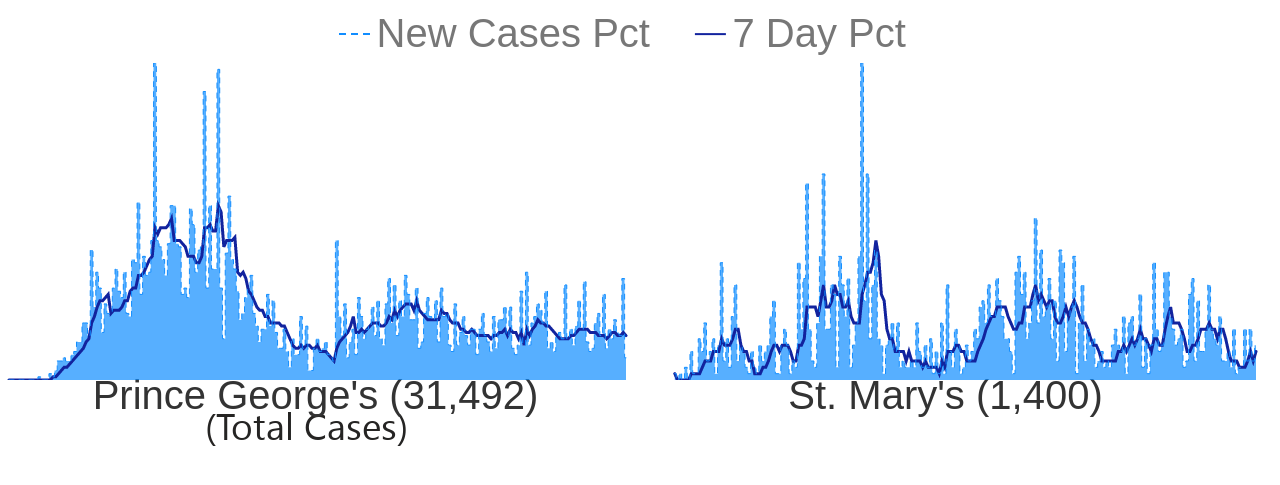 New Cases Pct 7 Day Pct
Prince George's (31,492) St. Mary's (1,400)
(Total Cases)